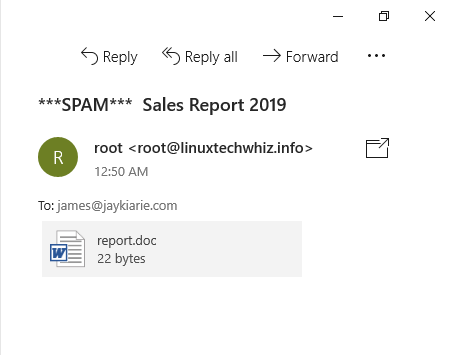 Reply Reply all Forward
***SPAM*** Sales Report 2019
R root <root@linuxtechwhiz.info>
12:50 AM
To: james@jaykiarie.com
W report.doc
22 bytes